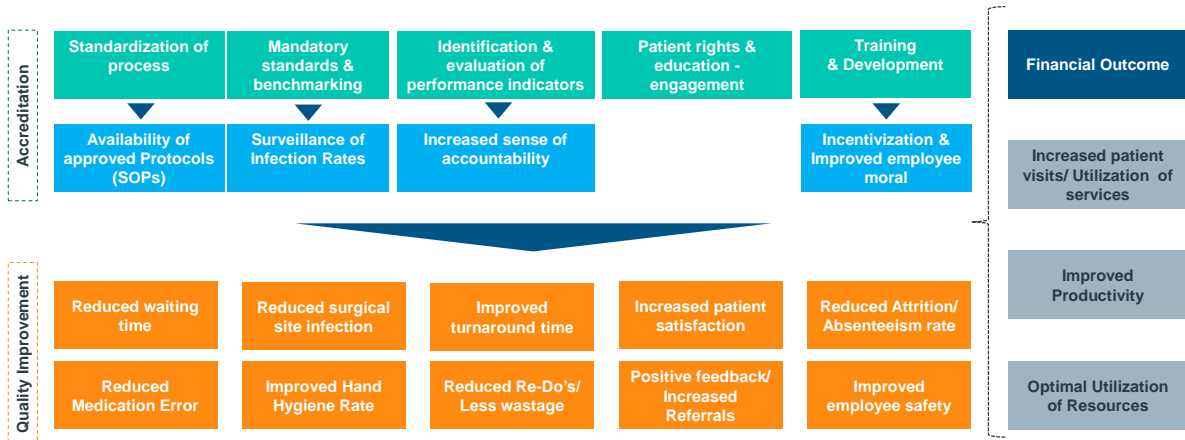 Accreditation
Standardization of
process
Mandatory
standards &
benchmarking
Identification &
evaluation of
performance indicators
Patient rights &
education -
engagement
Training
& Development
Availability of
approved Protocols
(SOPs)
Surveillance of
Infection Rates
Increased sense of
accountability
Incentivization &
Improved employee
moral
Quality Improvement
Reduced waiting
time
Reduced surgical
site infection
Improved
turnaround time
Increased patient
satisfaction
Reduced Attrition/
Absenteeism rate
Reduced
Medication Error
Improved Hand
Hygiene Rate
Reduced Re-Do's/
Less wastage
Positive feedback/
Increased
Referrals
Improved
employee safety
Financial Outcome
Increased patient
visits/ Utilization of
services
Improved
Productivity
Optimal Utilization
of Resources